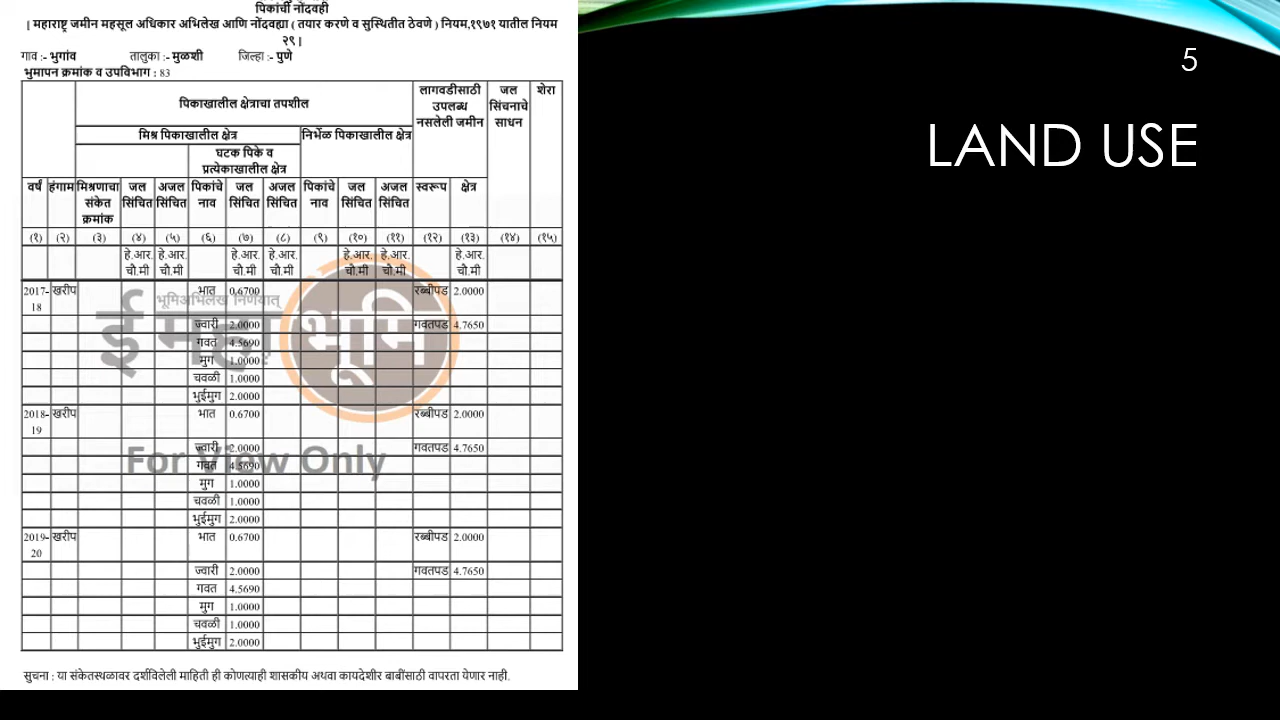 पिकांची नोंदवही
[ महाराष्ट्र जमीन महसूल अधिकार अभिलेख आणि नोंदवह्या ( तयार करणे व सुस्थितीत ठेवणे ) नियम,१९७१ यातील नियम
२९ ]
गाव :- भुगांव तालुका :- मुळशी जिल्हा :- पुणे
भुमापन क्रमांक व उपविभाग : 83
पिकाखालील क्षेत्राचा तपशील
लागवडीसाठी उपलब्ध नसलेली जमीन
जल सिंचनाचे साधन
शेरा
मिश्र पिकाखालील क्षेत्र निर्भेळ पिकाखालील क्षेत्र
घटक पिके व प्रत्येकाखालील क्षेत्र
वर्ष हंगाम मिश्रणाचा संकेत क्रमांक जल सिंचित अजल सिंचित पिकांचे नाव जल सिंचित अजल सिंचित पिकांचे नाव जल सिंचित अजल सिंचित स्वरूप क्षेत्र
(१) (२) (३) (४) (५) (६) (७) (८) (९) (१०) (११) (१२) (१३) (१४) (१५)
हे.आर. चौ.मी हे.आर. चौ.मी हे.आर. चौ.मी हे.आर. चौ.मी हे.आर. चौ.मी हे.आर. चौ.मी हे.आर. चौ.मी
2017-18 खरीप भात 0.6700 रब्बीपड 2.0000
ज्वारी 2.0000 गवतपड 4.7650
गवत 4.5690
मुग 1.0000
चवळी 1.0000
भुईमुग 2.0000
2018-19 खरीप भात 0.6700 रब्बीपड 2.0000
ज्वारी 2.0000 गवतपड 4.7650
गवत 4.5690
मुग 1.0000
चवळी 1.0000
भुईमुग 2.0000
2019-20 खरीप भात 0.6700 रब्बीपड 2.0000
ज्वारी 2.0000 गवतपड 4.7650
गवत 4.5690
मुग 1.0000
चवळी 1.0000
भुईमुग 2.0000
भूमिअभिलेख निर्णयात्
ई महा भूमि
For View Only
सुचना : या संकेतस्थळावर दर्शविलेली माहिती ही कोणत्याही शासकीय अथवा कायदेशीर बाबींसाठी वापरता येणार नाही.
5
LAND USE